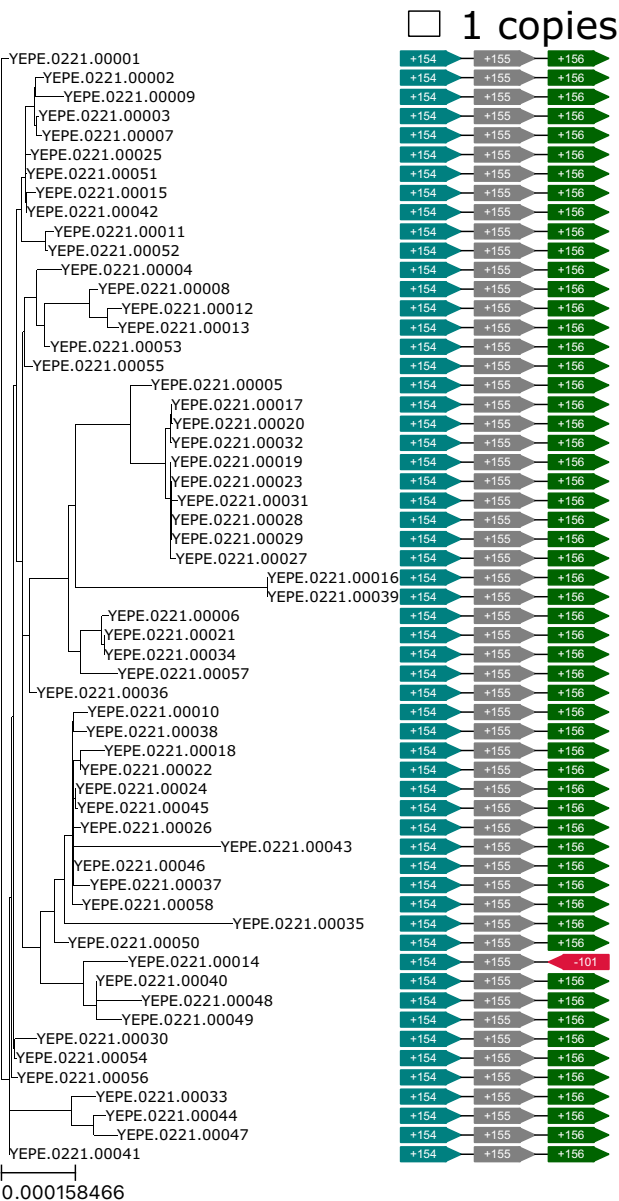 1 copies
YEPE.0221.00001 +154 +155 +156
YEPE.0221.00002 +154 +155 +156
YEPE.0221.00009 +154 +155 +156
YEPE.0221.00003 +154 +155 +156
YEPE.0221.00007 +154 +155 +156
YEPE.0221.00025 +154 +155 +156
YEPE.0221.00051 +154 +155 +156
YEPE.0221.00015 +154 +155 +156
YEPE.0221.00042 +154 +155 +156
YEPE.0221.00011 +154 +155 +156
YEPE.0221.00052 +154 +155 +156
YEPE.0221.00004 +154 +155 +156
YEPE.0221.00008 +154 +155 +156
YEPE.0221.00012 +154 +155 +156
YEPE.0221.00013 +154 +155 +156
YEPE.0221.00053 +154 +155 +156
YEPE.0221.00055 +154 +155 +156
YEPE.0221.00005 +154 +155 +156
YEPE.0221.00017 +154 +155 +156
YEPE.0221.00020 +154 +155 +156
YEPE.0221.00032 +154 +155 +156
YEPE.0221.00019 +154 +155 +156
YEPE.0221.00023 +154 +155 +156
YEPE.0221.00031 +154 +155 +156
YEPE.0221.00028 +154 +155 +156
YEPE.0221.00029 +154 +155 +156
YEPE.0221.00027 +154 +155 +156
YEPE.0221.00016 +154 +155 +156
YEPE.0221.00039 +154 +155 +156
YEPE.0221.00006 +154 +155 +156
YEPE.0221.00021 +154 +155 +156
YEPE.0221.00034 +154 +155 +156
YEPE.0221.00057 +154 +155 +156
YEPE.0221.00036 +154 +155 +156
YEPE.0221.00010 +154 +155 +156
YEPE.0221.00038 +154 +155 +156
YEPE.0221.00018 +154 +155 +156
YEPE.0221.00022 +154 +155 +156
YEPE.0221.00024 +154 +155 +156
YEPE.0221.00045 +154 +155 +156
YEPE.0221.00026 +154 +155 +156
YEPE.0221.00043 +154 +155 +156
YEPE.0221.00046 +154 +155 +156
YEPE.0221.00037 +154 +155 +156
YEPE.0221.00058 +154 +155 +156
YEPE.0221.00035 +154 +155 +156
YEPE.0221.00050 +154 +155 +156
YEPE.0221.00014 +154 +155 -101
YEPE.0221.00040 +154 +155 +156
YEPE.0221.00048 +154 +155 +156
YEPE.0221.00049 +154 +155 +156
YEPE.0221.00030 +154 +155 +156
YEPE.0221.00054 +154 +155 +156
YEPE.0221.00056 +154 +155 +156
YEPE.0221.00033 +154 +155 +156
YEPE.0221.00044 +154 +155 +156
YEPE.0221.00047 +154 +155 +156
YEPE.0221.00041 +154 +155 +156
0.000158466